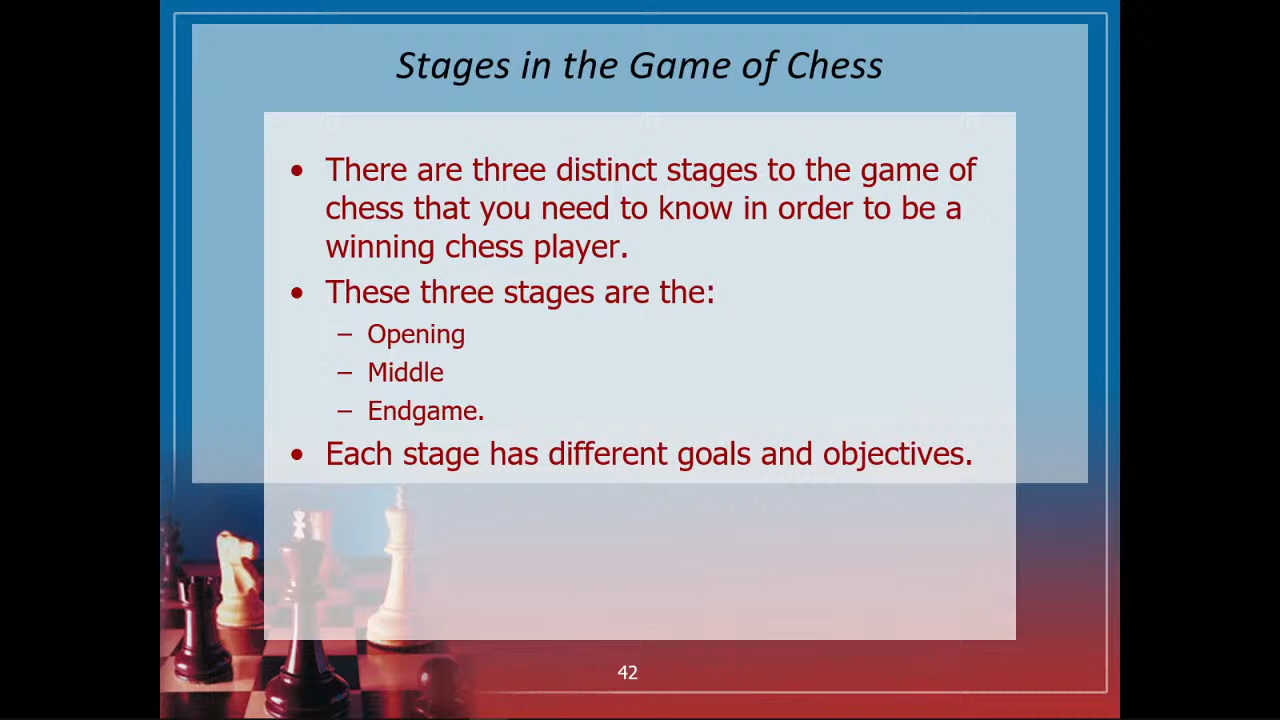 Stages in the Game of Chess
• There are three distinct stages to the game of
chess that you need to know in order to be a
winning chess player.
• These three stages are the:
– Opening
– Middle
– Endgame.
• Each stage has different goals and objectives.
42